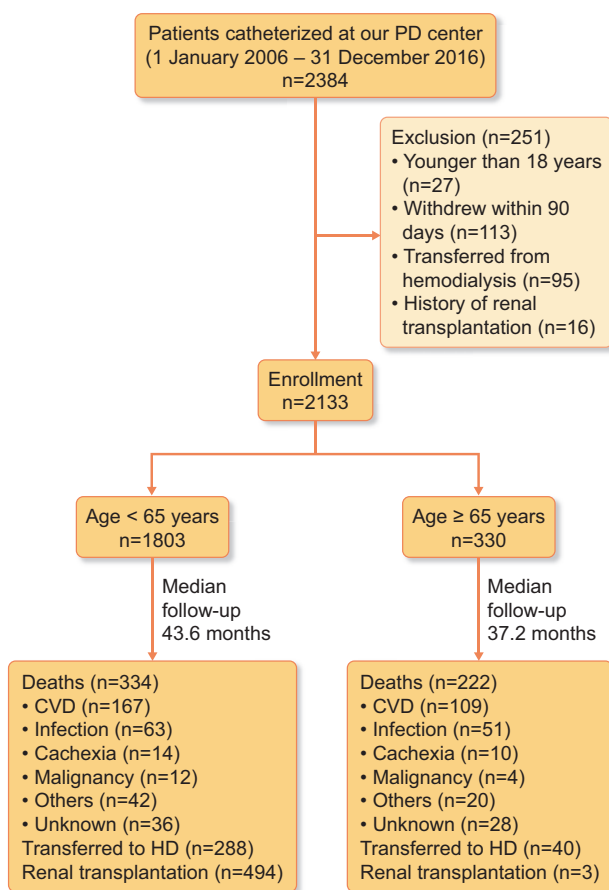 Patients catheterized at our PD center
(1 January 2006 – 31 December 2016)
n=2384
Exclusion (n=251)
• Younger than 18 years
(n=27)
• Withdrew within 90
days (n=113)
• Transferred from
hemodialysis (n=95)
• History of renal
transplantation (n=16)
Enrollment
n=2133
Age < 65 years
n=1803
Age ≥ 65 years
n=330
Median
follow-up
43.6 months
Median
follow-up
37.2 months
Deaths (n=334)
• CVD (n=167)
• Infection (n=63)
• Cachexia (n=14)
• Malignancy (n=12)
• Others (n=42)
• Unknown (n=36)
Transferred to HD (n=288)
Renal transplantation (n=494)
Deaths (n=222)
• CVD (n=109)
• Infection (n=51)
• Cachexia (n=10)
• Malignancy (n=4)
• Others (n=20)
• Unknown (n=28)
Transferred to HD (n=40)
Renal transplantation (n=3)